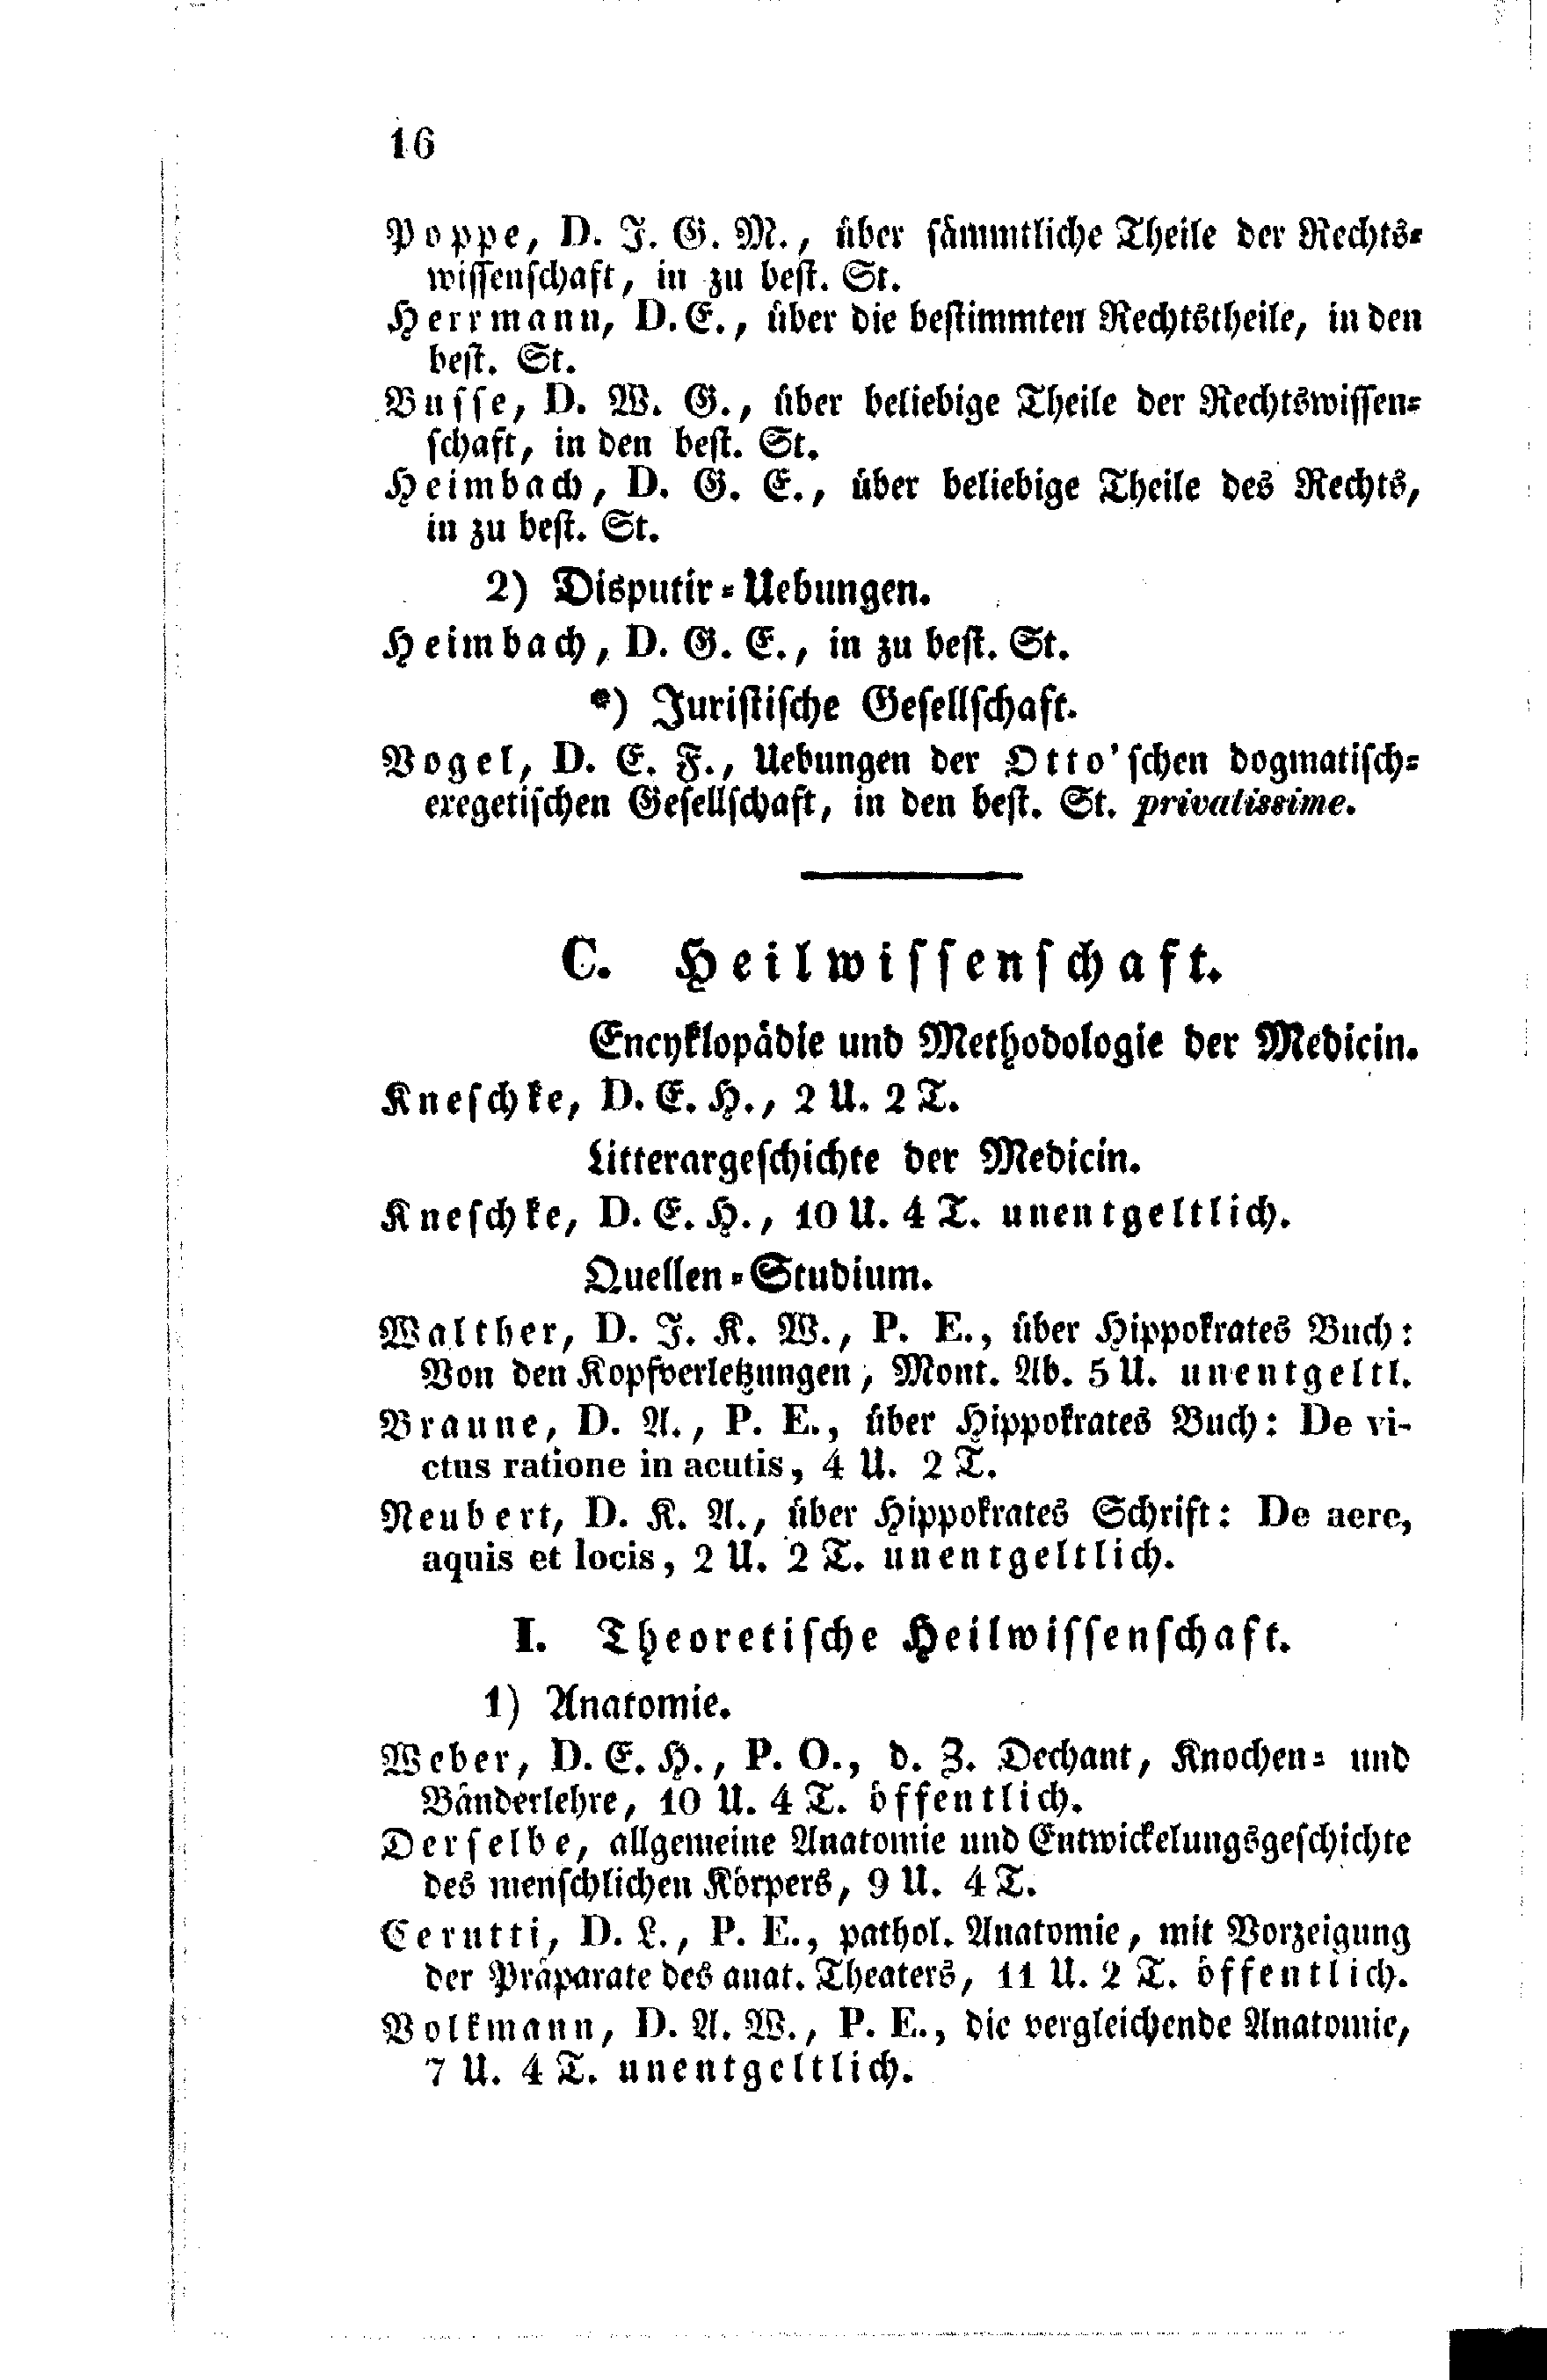 16
Poppe, D. J. G. M., über sämmtliche Theile der Rechts-
wissenschaft, in zu best. St.
Herrmann, D. E., über die bestimmten Rechtstheile, in den
best. St.
Busse, D. W. G., über beliebige Theile der Rechtswissen-
schaft, in den best. St.
Heimbach, D. G. E., über beliebige Theile des Rechts,
in zu best. St.
2) Disputir-Uebungen.
Heimbach, D. G. E., in zu best. St.
*) Juristische Gesellschaft.
Vogel, D. E. F., Uebungen der Otto'schen dogmatisch-
exegetischen Gesellschaft, in den best. St. privatissime.
C. Heilwissenschaft.
Encyklopädie und Methodologie der Medicin.
Kneschke, D. E. H., 2 U. 2 T.
Litterargeschichte der Medicin.
Kneschke, D. E. H., 10 U. 4 T. unentgeltlich.
Quellen-Studium.
Walther, D. J. K. W., P. E., über Hippokrates Buch:
Von den Kopfverletzungen, Mont. Ab. 5 U. unentgeltl.
Braune, D. A., P. E., über Hippokrates Buch: De vi-
ctus ratione in acutis, 4 U. 2 T.
Neubert, D. K. A., über Hippokrates Schrift: De aere,
aquis et locis, 2 U. 2 T. unentgeltlich.
I. Theoretische Heilwissenschaft.
1) Anatomie.
Weber, D. E. H., P. O., d. Z. Dechant, Knochen- und
Bänderlehre, 10 U. 4 T. öffentlich.
Derselbe, allgemeine Anatomie und Entwickelungsgeschichte
des menschlichen Körpers, 9 U. 4 T.
Cerutti, D. L., P. E., pathol. Anatomie, mit Vorzeigung
der Präparate des anat. Theaters, 11 U. 2 T. öffentlich.
Volkmann, D. A. W., P. E., die vergleichende Anatomie,
7 U. 4 T. unentgeltlich.